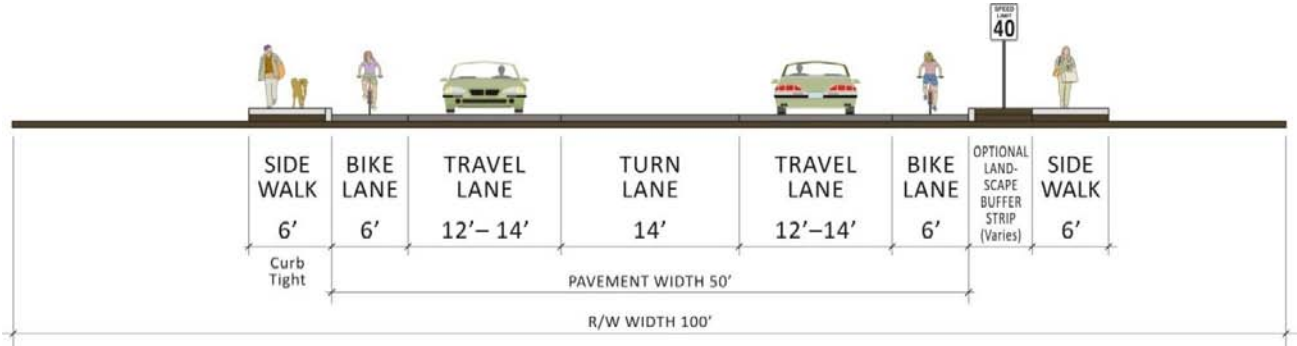 SPEED
LIMIT
40
SIDE
WALK
6’
Curb
Tight
BIKE
LANE
6’
TRAVEL
LANE
12’– 14’
TURN
LANE
14’
TRAVEL
LANE
12’–14’
BIKE
LANE
6’
OPTIONAL
LAND-
SCAPE
BUFFER
STRIP
(Varies)
SIDE
WALK
6’
PAVEMENT WIDTH 50’
R/W WIDTH 100’